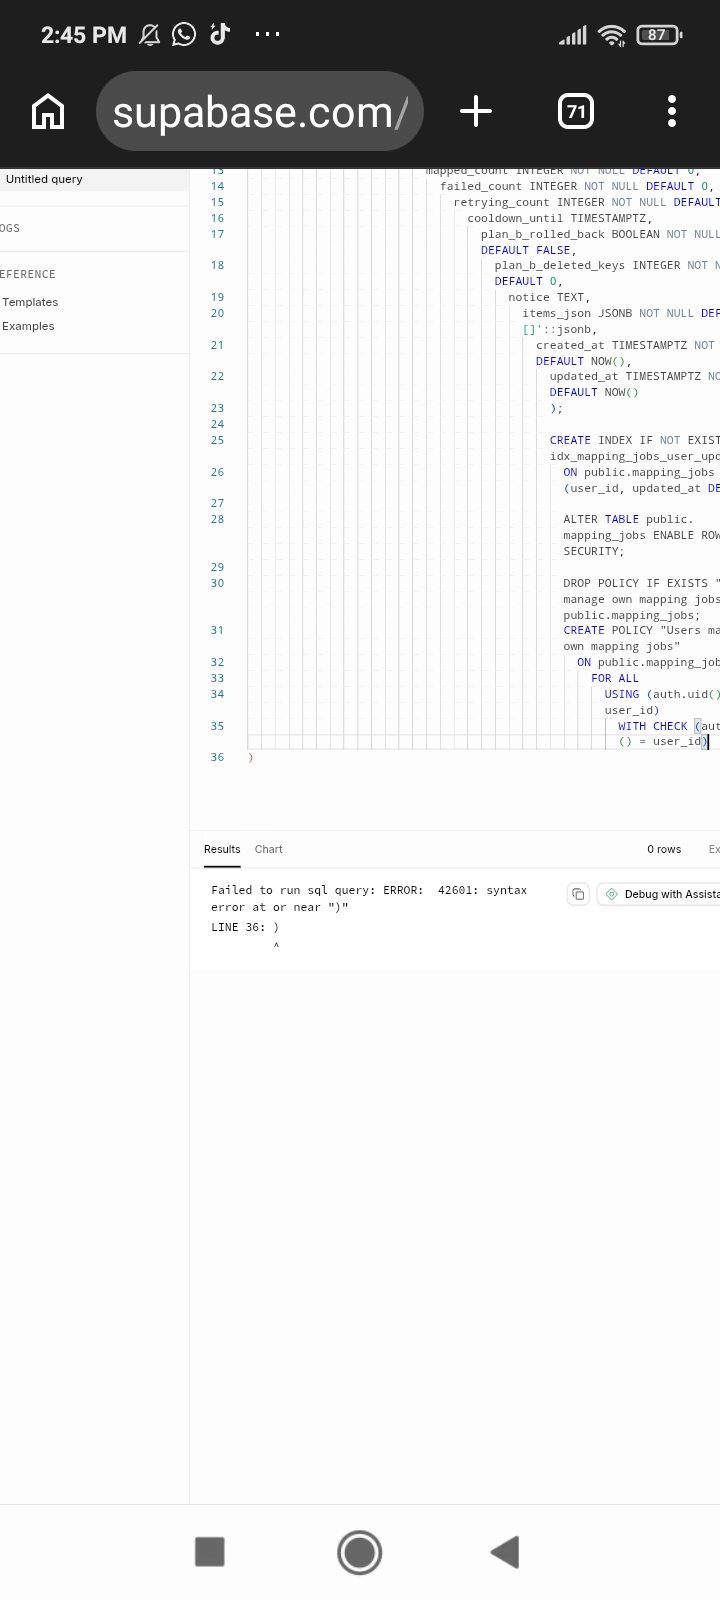 2:45 PM
87
supabase.com/
71
Untitled query
OGS
EFERENCE
Templates
Examples
13 mapped_count INTEGER NOT NULL DEFAULT 0,
14 failed_count INTEGER NOT NULL DEFAULT 0,
15 retrying_count INTEGER NOT NULL DEFAULT
16 cooldown_until TIMESTAMPTZ,
17 plan_b_rolled_back BOOLEAN NOT NULL
DEFAULT FALSE,
18 plan_b_deleted_keys INTEGER NOT N
DEFAULT 0,
19 notice TEXT,
20 items_json JSONB NOT NULL DEF
[]'::jsonb,
21 created_at TIMESTAMPTZ NOT
DEFAULT NOW(),
22 updated_at TIMESTAMPTZ NO
DEFAULT NOW()
23 );
24
25 CREATE INDEX IF NOT EXIST
idx_mapping_jobs_user_upd
26 ON public.mapping_jobs
(user_id, updated_at DE
27
28 ALTER TABLE public.
mapping_jobs ENABLE ROW
SECURITY;
29
30 DROP POLICY IF EXISTS "
manage own mapping jobs
public.mapping_jobs;
31 CREATE POLICY "Users ma
own mapping jobs"
32 ON public.mapping_job
33 FOR ALL
34 USING (auth.uid()
user_id)
35 WITH CHECK (aut
() = user_id)
36 )
Results Chart 0 rows Ex
Failed to run sql query: ERROR:  42601: syntax
error at or near ")"
Debug with Assista
LINE 36: )
^